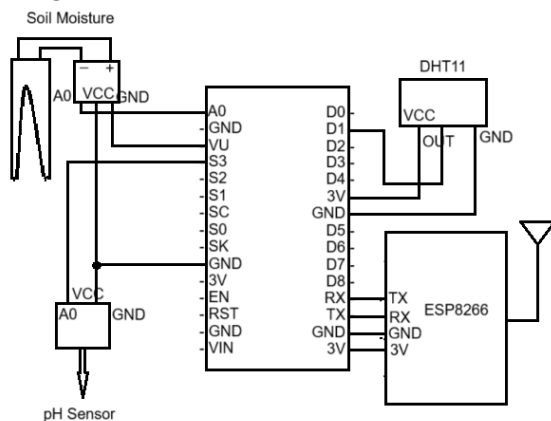 Soil Moisture
− +
A0 VCC GND
A0
GND
VU
S3
S2
S1
SC
S0
SK
GND
3V
EN
RST
GND
VIN
D0
D1
D2
D3
D4
3V
GND
D5
D6
D7
D8
RX
TX
GND
3V
DHT11
VCC
OUT
GND
TX
RX
GND
3V
ESP8266
VCC
A0
GND
pH Sensor